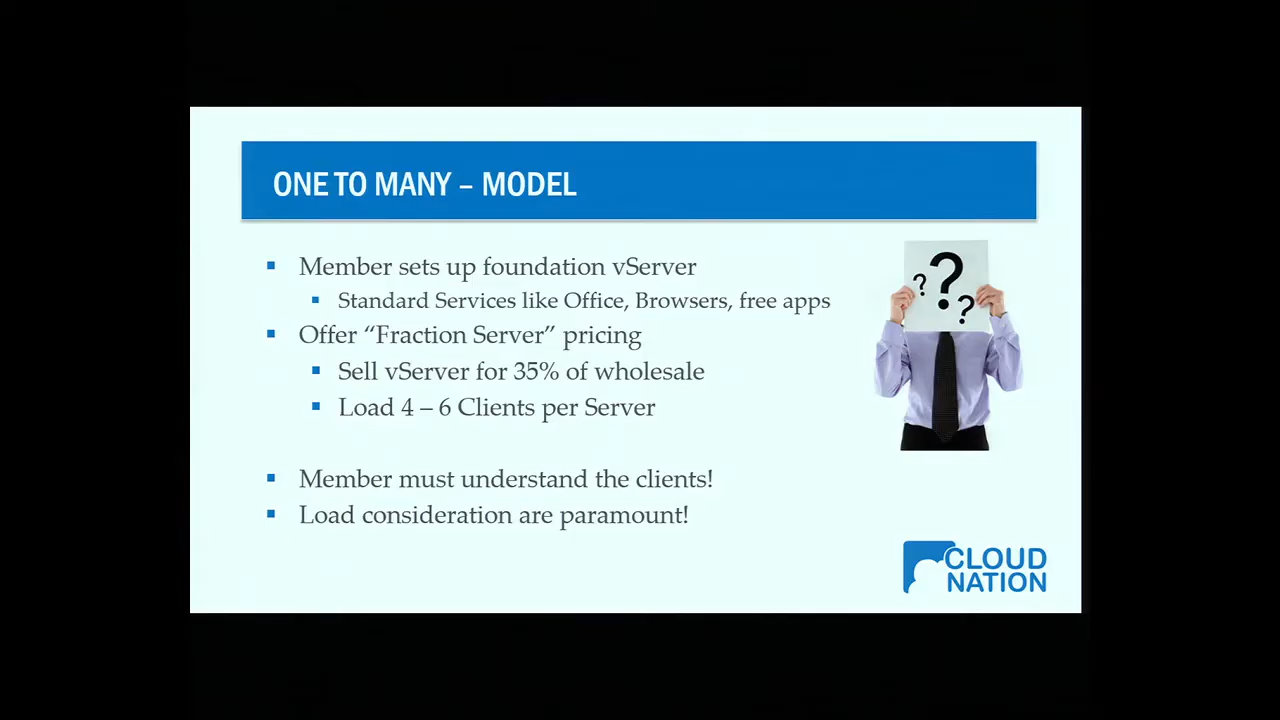 ONE TO MANY – MODEL
Member sets up foundation vServer
Standard Services like Office, Browsers, free apps
Offer “Fraction Server” pricing
Sell vServer for 35% of wholesale
Load 4 – 6 Clients per Server
Member must understand the clients!
Load consideration are paramount!
? ? ?
CLOUD
NATION